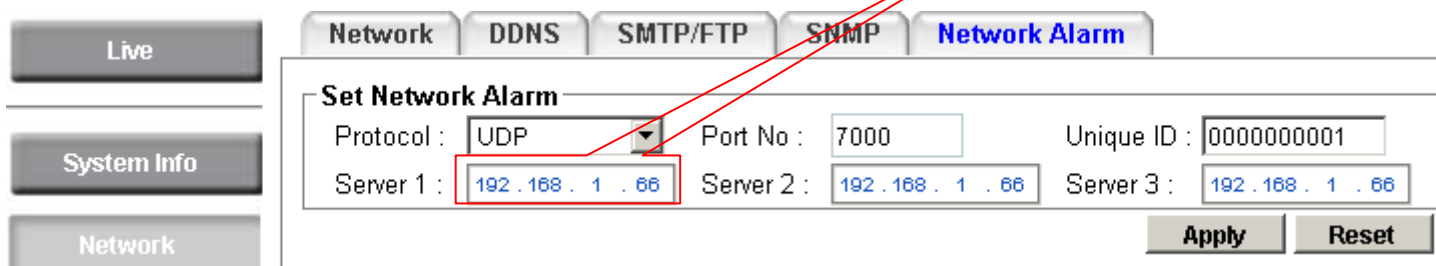 Live
System Info
Network
Network DDNS SMTP/FTP SNMP Network Alarm
Set Network Alarm
Protocol : UDP Port No : 7000 Unique ID : 0000000001
Server 1 : 192 . 168 . 1 . 66 Server 2 : 192 . 168 . 1 . 66 Server 3 : 192 . 168 . 1 . 66
Apply Reset